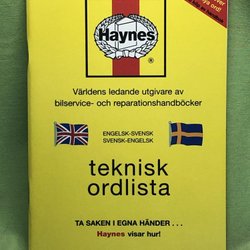 Haynes
®
Världens ledande utgivare av
bilservice- och reparationshandböcker
ENGELSK-SVENSK
SVENSK-ENGELSK
teknisk
ordlista
TA SAKEN I EGNA HÄNDER . . .
Haynes visar hur!